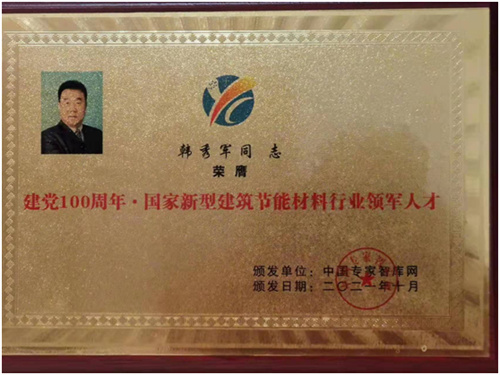 韩秀军同志
荣膺
建党100周年·国家新型建筑节能材料行业领军人才
颁发单位：中国专家智库网
颁发日期：二〇二一年十月